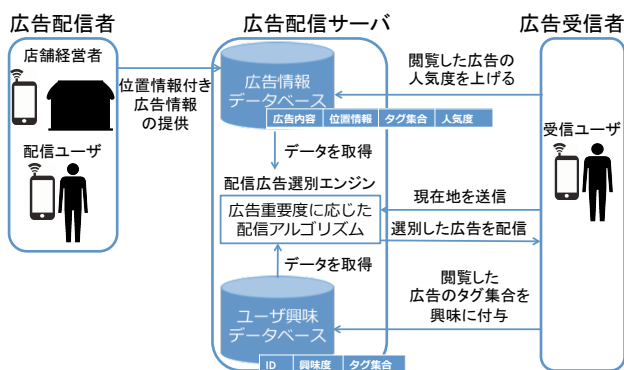 広告配信者
広告配信サーバ
広告受信者
店舗経営者
配信ユーザ
位置情報付き
広告情報
の提供
広告情報
データベース
広告内容 位置情報 タグ集合 人気度
データを取得
配信広告選別エンジン
広告重要度に応じた
配信アルゴリズム
データを取得
ユーザ興味
データベース
ID 興味度 タグ集合
閲覧した広告の
人気度を上げる
現在地を送信
選別した広告を配信
閲覧した
広告のタグ集合を
興味に付与
受信ユーザ